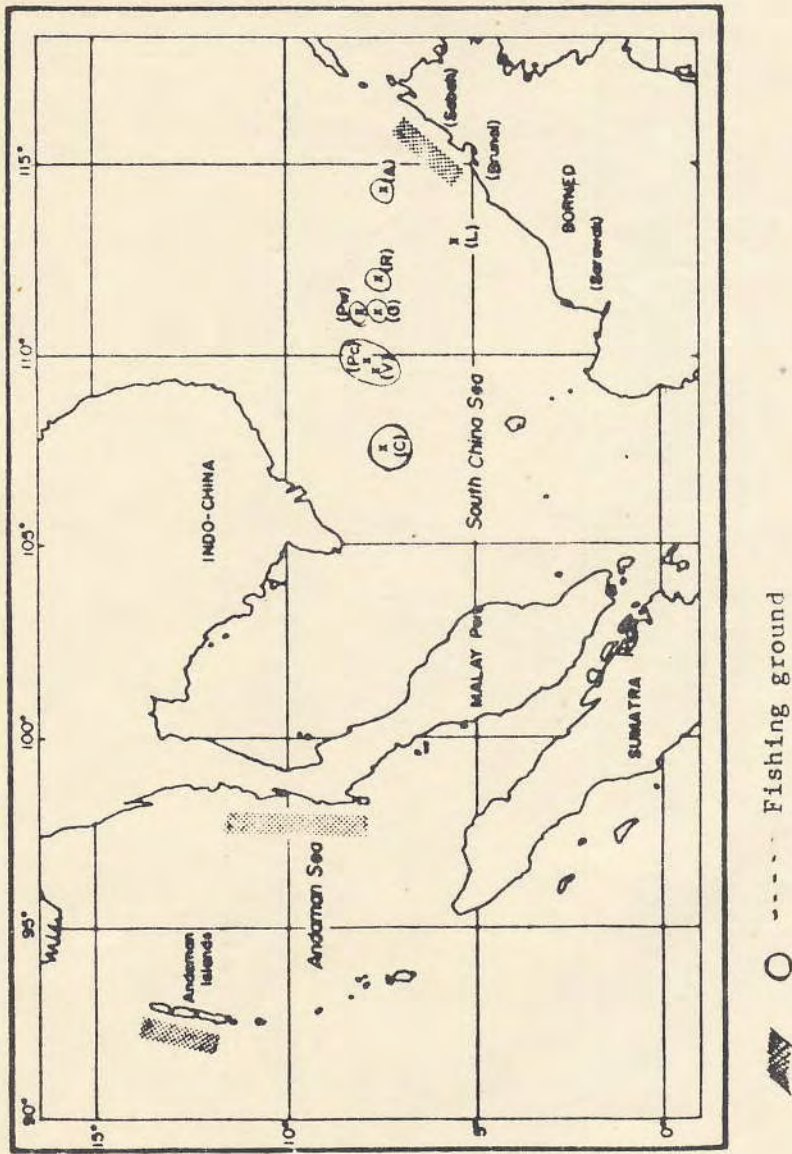 90°
95°
100°
105°
110°
115°
15°
10°
5°
0°
Andaman
Islands
Andaman Sea
INDO-CHINA
MALAY Pen.
SUMATRA
South China Sea
(C)
(Pc)
(V)
(Pw)
(G)
(R)
(A)
(L)
(Sabah)
(Brunei)
BORNEO
(Sarawak)
----- Fishing ground